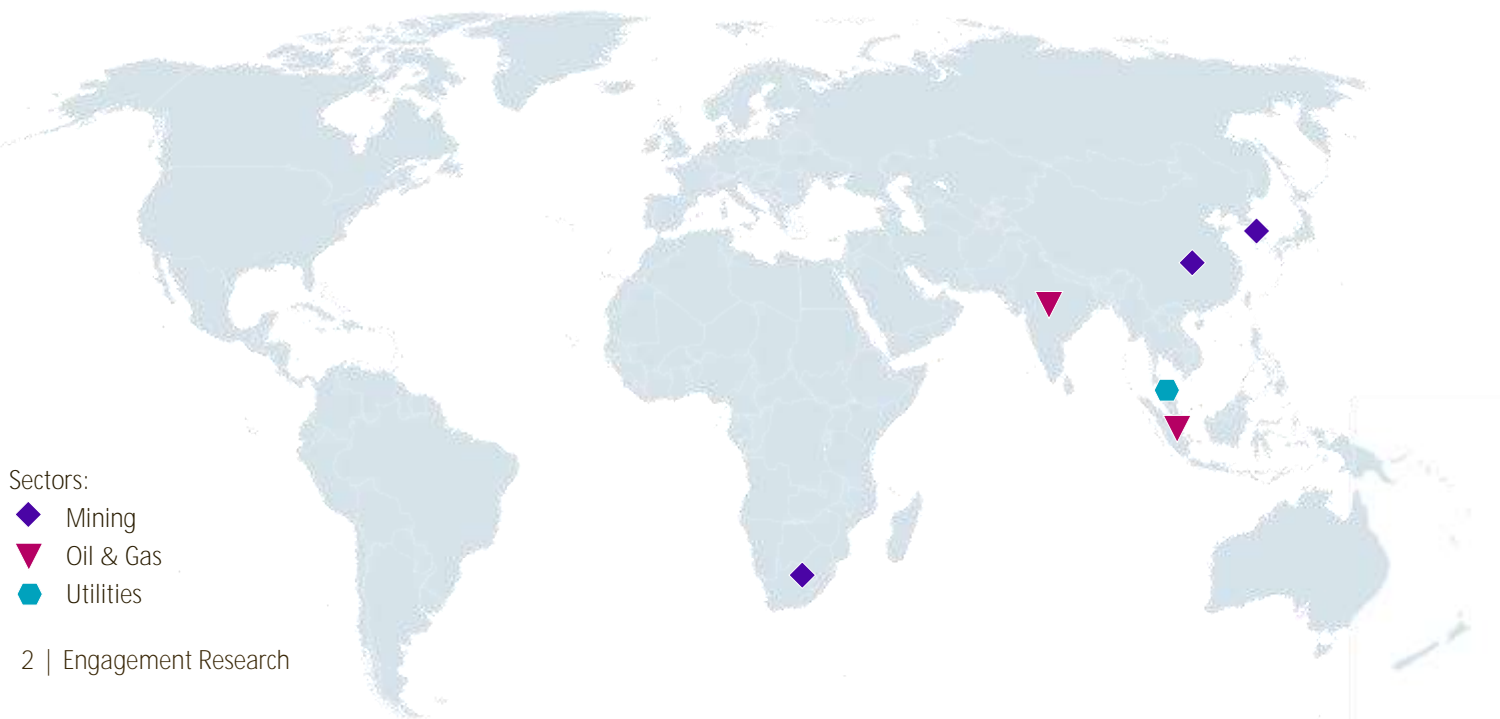 Sectors:
Mining
Oil & Gas
Utilities
2 | Engagement Research